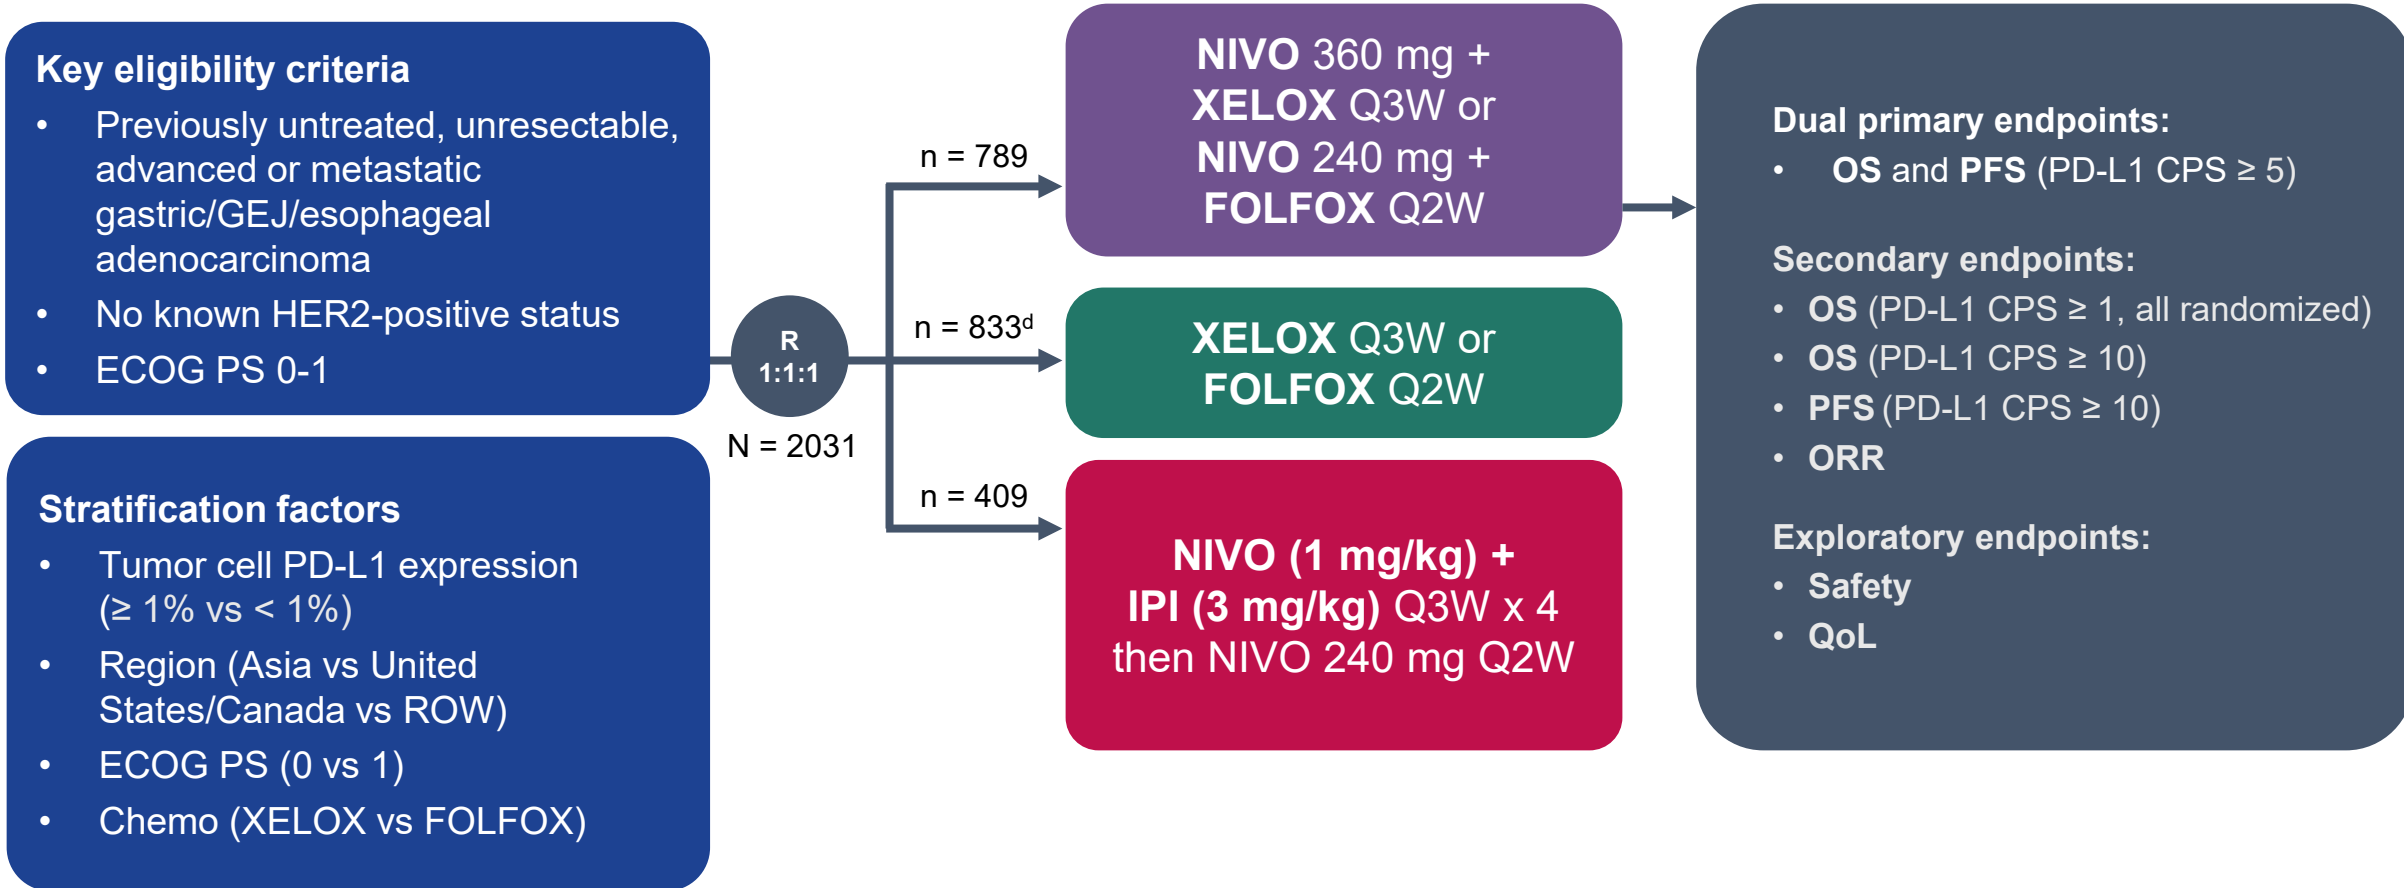 Key eligibility criteria
• Previously untreated, unresectable,
advanced or metastatic
gastric/GEJ/esophageal
adenocarcinoma
• No known HER2-positive status
• ECOG PS 0-1
Stratification factors
• Tumor cell PD-L1 expression
(≥ 1% vs < 1%)
• Region (Asia vs United
States/Canada vs ROW)
• ECOG PS (0 vs 1)
• Chemo (XELOX vs FOLFOX)
R
1:1:1
N = 2031
n = 789
NIVO 360 mg +
XELOX Q3W or
NIVO 240 mg +
FOLFOX Q2W
n = 833ᵈ
XELOX Q3W or
FOLFOX Q2W
n = 409
NIVO (1 mg/kg) +
IPI (3 mg/kg) Q3W x 4
then NIVO 240 mg Q2W
Dual primary endpoints:
• OS and PFS (PD-L1 CPS ≥ 5)
Secondary endpoints:
• OS (PD-L1 CPS ≥ 1, all randomized)
• OS (PD-L1 CPS ≥ 10)
• PFS (PD-L1 CPS ≥ 10)
• ORR
Exploratory endpoints:
• Safety
• QoL